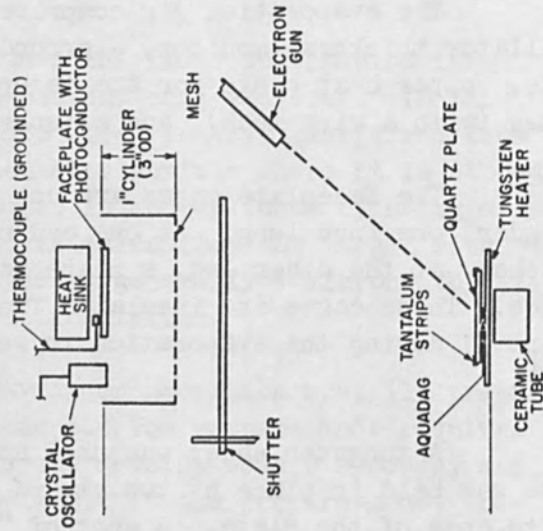 THERMOCOUPLE (GROUNDED)
CRYSTAL
OSCILLATOR
HEAT
SINK
FACEPLATE WITH
PHOTOCONDUCTOR
1" CYLINDER
(3" OD)
MESH
SHUTTER
ELECTRON
GUN
TANTALUM
STRIPS
AQUADAG
QUARTZ PLATE
TUNGSTEN
HEATER
CERAMIC
TUBE